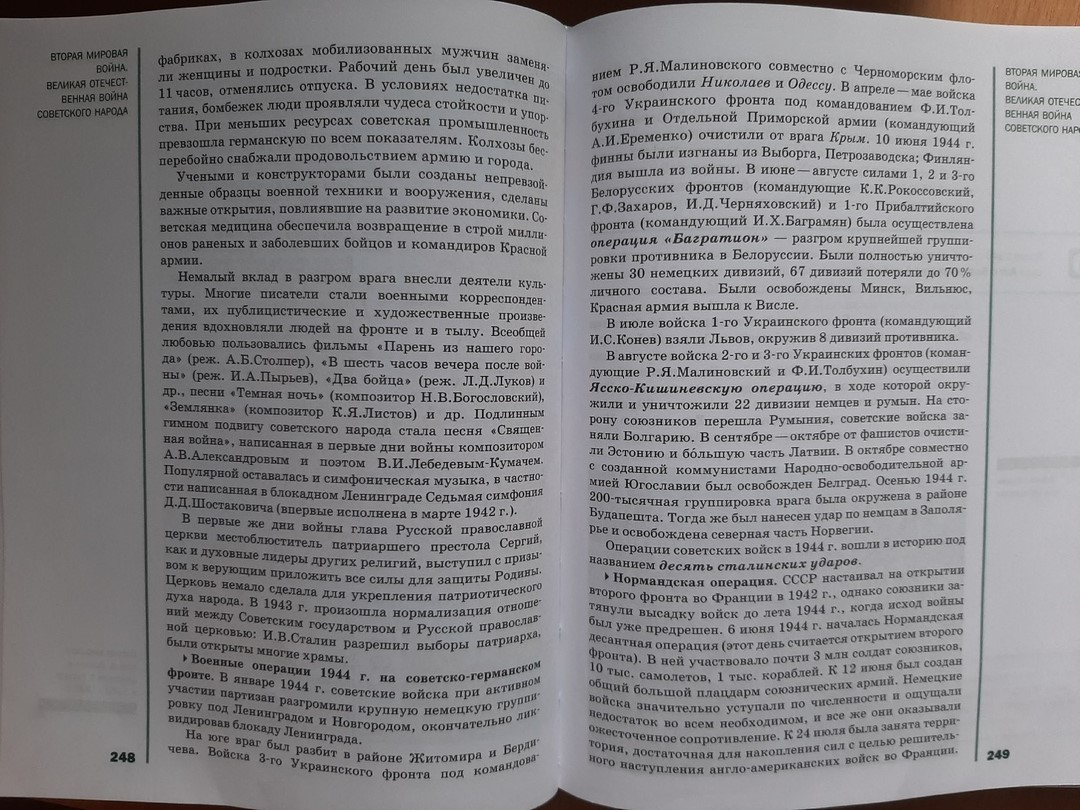 ВТОРАЯ МИРОВАЯ
ВОЙНА.
ВЕЛИКАЯ ОТЕЧЕСТ-
ВЕННАЯ ВОЙНА
СОВЕТСКОГО НАРОДА
фабриках, в колхозах мобилизованных мужчин заменя-
ли женщины и подростки. Рабочий день был увеличен до
11 часов, отменялись отпуска. В условиях недостатка пи-
тания, бомбежек люди проявляли чудеса стойкости и упор-
ства. При меньших ресурсах советская промышленность
превзошла германскую по всем показателям. Колхозы бес-
перебойно снабжали продовольствием армию и города.
Учеными и конструкторами были созданы непревзой-
денные образцы военной техники и вооружения, сделаны
важные открытия, повлиявшие на развитие экономики. Со-
ветская медицина обеспечила возвращение в строй милли-
онов раненых и заболевших бойцов и командиров Красной
армии.
Немалый вклад в разгром врага внесли деятели куль-
туры. Многие писатели стали военными корреспонден-
тами, их публицистические и художественные произве-
дения вдохновляли людей на фронте и в тылу. Всеобщей
любовью пользовались фильмы «Парень из нашего горо-
да» (реж. А.Б.Столпер), «В шесть часов вечера после вой-
ны» (реж. И.А.Пырьев), «Два бойца» (реж. Л.Д.Луков) и
др., песни «Темная ночь» (композитор Н.В.Богословский),
«Землянка» (композитор К.Я.Листов) и др. Подлинным
гимном подвигу советского народа стала песня «Священ-
ная война», написанная в первые дни войны композитором
А.В.Александровым и поэтом В.И.Лебедевым-Кумачем.
Популярной оставалась и симфоническая музыка, в частно-
сти написанная в блокадном Ленинграде Седьмая симфония
Д.Д.Шостаковича (впервые исполнена в марте 1942 г.).
В первые же дни войны глава Русской православной
церкви местоблюститель патриаршего престола Сергий,
как и духовные лидеры других религий, выступил с призы-
вом к верующим приложить все силы для защиты Родины.
Церковь немало сделала для укрепления патриотического
духа народа. В 1943 г. произошла нормализация отноше-
ний между Советским государством и Русской православ-
ной церковью: И.В.Сталин разрешил выборы патриарха,
были открыты многие храмы.
Военные операции 1944 г. на советско-германском
фронте. В январе 1944 г. советские войска при активном
участии партизан разгромили крупную немецкую группи-
ровку под Ленинградом и Новгородом, окончательно лик-
видировав блокаду Ленинграда.
На юге враг был разбит в районе Житомира и Берди-
чева. Войска 3-го Украинского фронта под командова-
248
нием Р.Я.Малиновского совместно с Черноморским фло-
том освободили Николаев и Одессу. В апреле — мае войска
4-го Украинского фронта под командованием Ф.И.Тол-
бухина и Отдельной Приморской армии (командующий
А.И.Еременко) очистили от врага Крым. 10 июня 1944 г.
финны были изгнаны из Выборга, Петрозаводска; Финлян-
дия вышла из войны. В июне — августе силами 1, 2 и 3-го
Белорусских фронтов (командующие К.К.Рокоссовский,
Г.Ф.Захаров, И.Д.Черняховский) и 1-го Прибалтийского
фронта (командующий И.Х.Баграмян) была осуществлена
операция «Багратион» — разгром крупнейшей группи-
ровки противника в Белоруссии. Были полностью уничто-
жены 30 немецких дивизий, 67 дивизий потеряли до 70 %
личного состава. Были освобождены Минск, Вильнюс,
Красная армия вышла к Висле.
В июле войска 1-го Украинского фронта (командующий
И.С.Конев) взяли Львов, окружив 8 дивизий противника.
В августе войска 2-го и 3-го Украинских фронтов (коман-
дующие Р.Я.Малиновский и Ф.И.Толбухин) осуществили
Ясско-Кишиневскую операцию, в ходе которой окру-
жили и уничтожили 22 дивизии немцев и румын. На сто-
рону союзников перешла Румыния, советские войска за-
няли Болгарию. В сентябре — октябре от фашистов очисти-
ли Эстонию и бо́льшую часть Латвии. В октябре совместно
с созданной коммунистами Народно-освободительной ар-
мией Югославии был освобожден Белград. Осенью 1944 г.
200-тысячная группировка врага была окружена в районе
Будапешта. Тогда же был нанесен удар по немцам в Заполя-
рье и освобождена северная часть Норвегии.
Операции советских войск в 1944 г. вошли в историю под
названием десять сталинских ударов.
Нормандская операция. СССР настаивал на открытии
второго фронта во Франции в 1942 г., однако союзники за-
тянули высадку войск до лета 1944 г., когда исход войны
был уже предрешен. 6 июня 1944 г. началась Нормандская
десантная операция (этот день считается открытием второго
фронта). В ней участвовало почти 3 млн солдат союзников,
10 тыс. самолетов, 1 тыс. кораблей. К 12 июня был создан
общий большой плацдарм союзнических армий. Немецкие
войска значительно уступали по численности и ощущали
недостаток во всем необходимом, и все же они оказывали
ожесточенное сопротивление. К 24 июля была занята терри-
тория, достаточная для накопления сил с целью решитель-
ного наступления англо-американских войск во Франции.
ВТОРАЯ МИРОВАЯ
ВОЙНА.
ВЕЛИКАЯ ОТЕЧЕС
ВЕННАЯ ВОЙНА
СОВЕТСКОГО НАРО
249